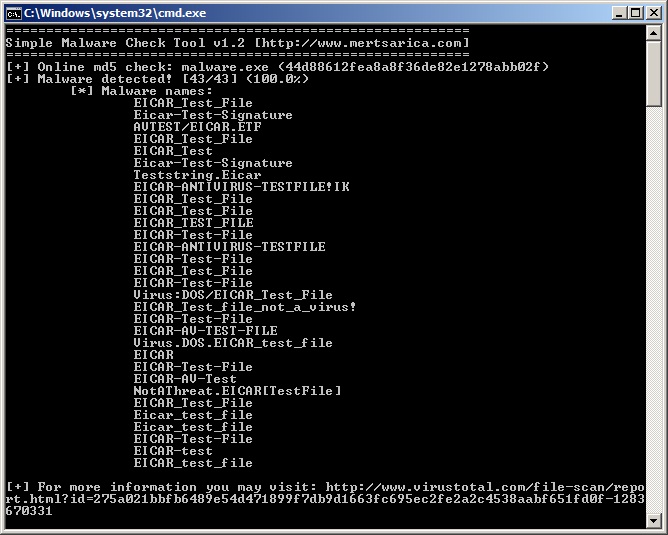 C:\Windows\system32\cmd.exe
==========================================================
Simple Malware Check Tool v1.2 [http://www.mertsarica.com]
==========================================================
[+] Online md5 check: malware.exe (44d88612fea8a8f36de82e1278abb02f)
[+] Malware detected! [43/43] (100.0%)
[*] Malware names:
EICAR_Test_File
Eicar-Test-Signature
AVTEST/EICAR.ETF
EICAR_Test_File
EICAR_Test
Eicar-Test-Signature
Teststring.Eicar
EICAR-ANTIVIRUS-TESTFILE!IK
EICAR_Test_File
EICAR_Test_File
EICAR_TEST_FILE
EICAR-Test-File
EICAR-ANTIVIRUS-TESTFILE
EICAR-Test-File
EICAR_Test_File
EICAR-Test-File
Virus:DOS/EICAR_Test_File
EICAR_Test_file_not_a_virus!
EICAR-Test-File
EICAR-AV-TEST-FILE
Virus.DOS.EICAR_test_file
EICAR
EICAR-Test-File
EICAR-AV-Test
NotAThreat.EICAR[TestFile]
EICAR_Test_File
Eicar_test_file
Eicar_test_file
EICAR-Test-File
EICAR-test
EICAR_test_file
[+] For more information you may visit: http://www.virustotal.com/file-scan/repo
rt.html?id=275a021bbfb6489e54d471899f7db9d1663fc695ec2fe2a2c4538aabf651fd0f-1283
670331